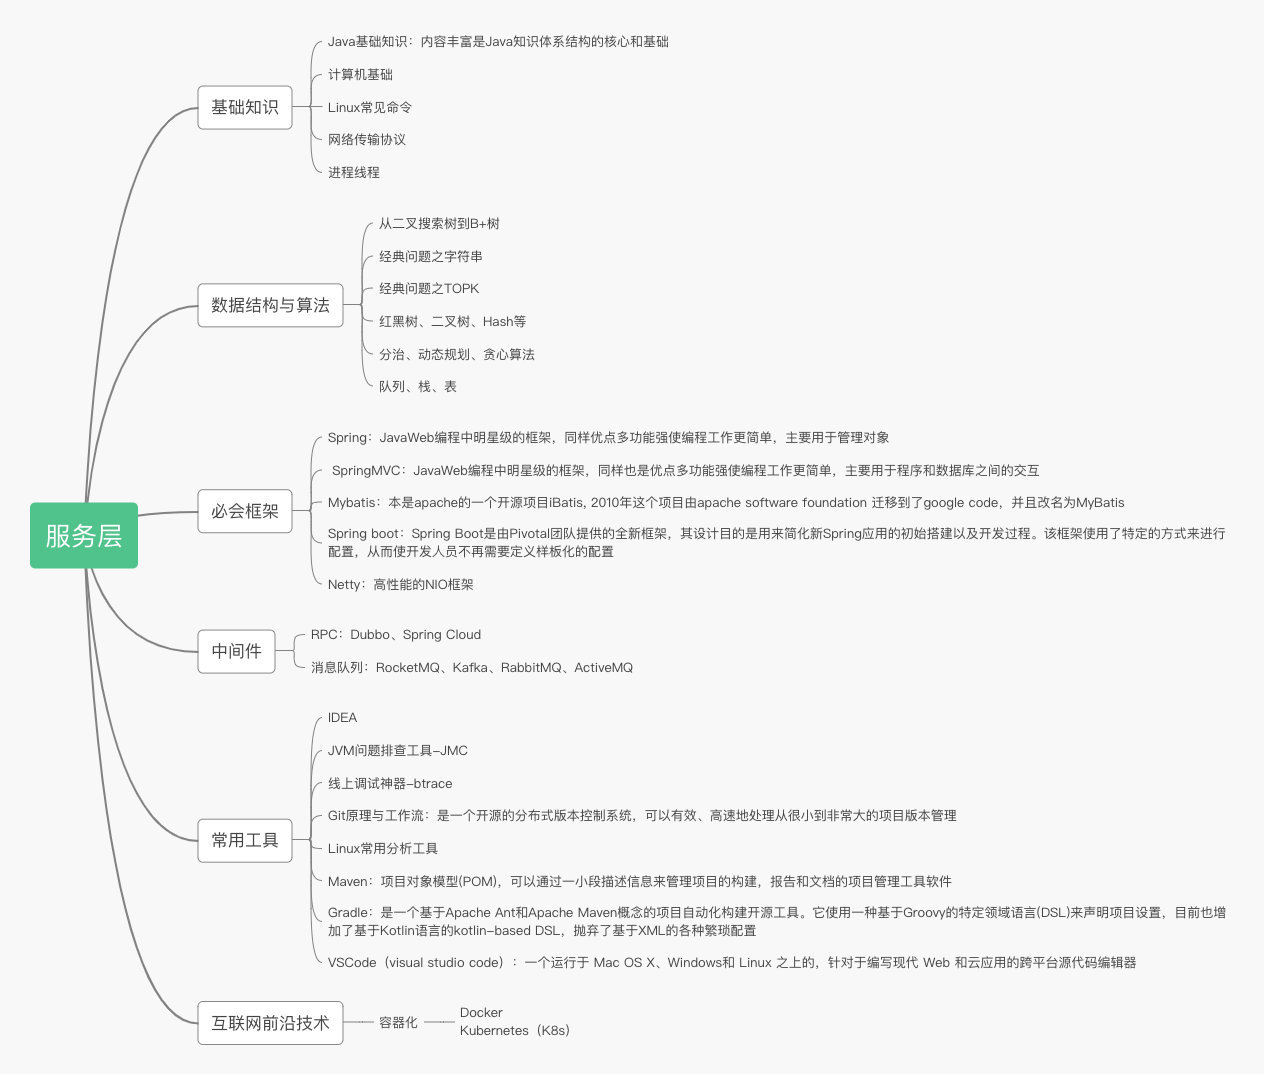 服务层
基础知识
Java基础知识：内容丰富是Java知识体系结构的核心和基础
计算机基础
Linux常见命令
网络传输协议
进程线程
数据结构与算法
从二叉搜索树到B+树
经典问题之字符串
经典问题之TOPK
红黑树、二叉树、Hash等
分治、动态规划、贪心算法
队列、栈、表
必会框架
Spring：JavaWeb编程中明星级的框架，同样优点多功能强使编程工作更简单，主要用于管理对象
SpringMVC：JavaWeb编程中明星级的框架，同样也是优点多功能强使编程工作更简单，主要用于程序和数据库之间的交互
Mybatis：本是apache的一个开源项目iBatis, 2010年这个项目由apache software foundation 迁移到了google code，并且改名为MyBatis
Spring boot：Spring Boot是由Pivotal团队提供的全新框架，其设计目的是用来简化新Spring应用的初始搭建以及开发过程。该框架使用了特定的方式来进行
配置，从而使开发人员不再需要定义样板化的配置
Netty：高性能的NIO框架
中间件
RPC：Dubbo、Spring Cloud
消息队列：RocketMQ、Kafka、RabbitMQ、ActiveMQ
常用工具
IDEA
JVM问题排查工具–JMC
线上调试神器–btrace
Git原理与工作流：是一个开源的分布式版本控制系统，可以有效、高速地处理从很小到非常大的项目版本管理
Linux常用分析工具
Maven：项目对象模型(POM)，可以通过一小段描述信息来管理项目的构建，报告和文档的项目管理工具软件
Gradle：是一个基于Apache Ant和Apache Maven概念的项目自动化构建开源工具。它使用一种基于Groovy的特定领域语言(DSL)来声明项目设置，目前也增
加了基于Kotlin语言的kotlin–based DSL，抛弃了基于XML的各种繁琐配置
VSCode（visual studio code）：一个运行于 Mac OS X、Windows和 Linux 之上的，针对于编写现代 Web 和云应用的跨平台源代码编辑器
互联网前沿技术
容器化
Docker
Kubernetes（K8s）